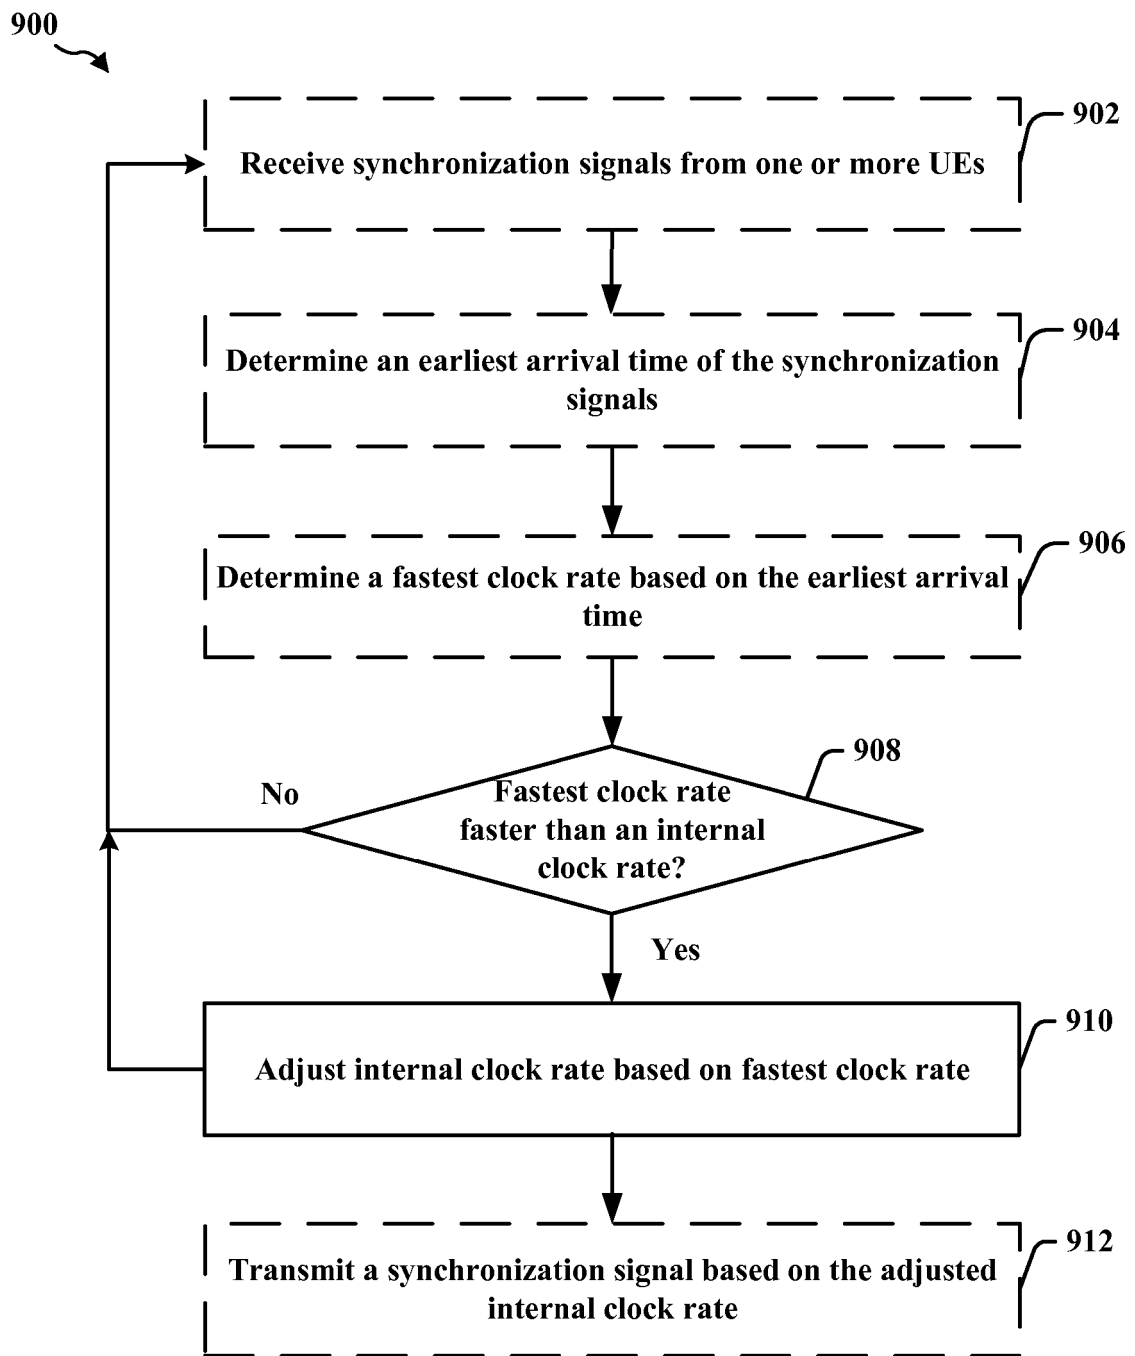 900
902
Receive synchronization signals from one or more UEs
904
Determine an earliest arrival time of the synchronization
signals
906
Determine a fastest clock rate based on the earliest arrival
time
908
No
Fastest clock rate
faster than an internal
clock rate?
Yes
910
Adjust internal clock rate based on fastest clock rate
912
Transmit a synchronization signal based on the adjusted
internal clock rate